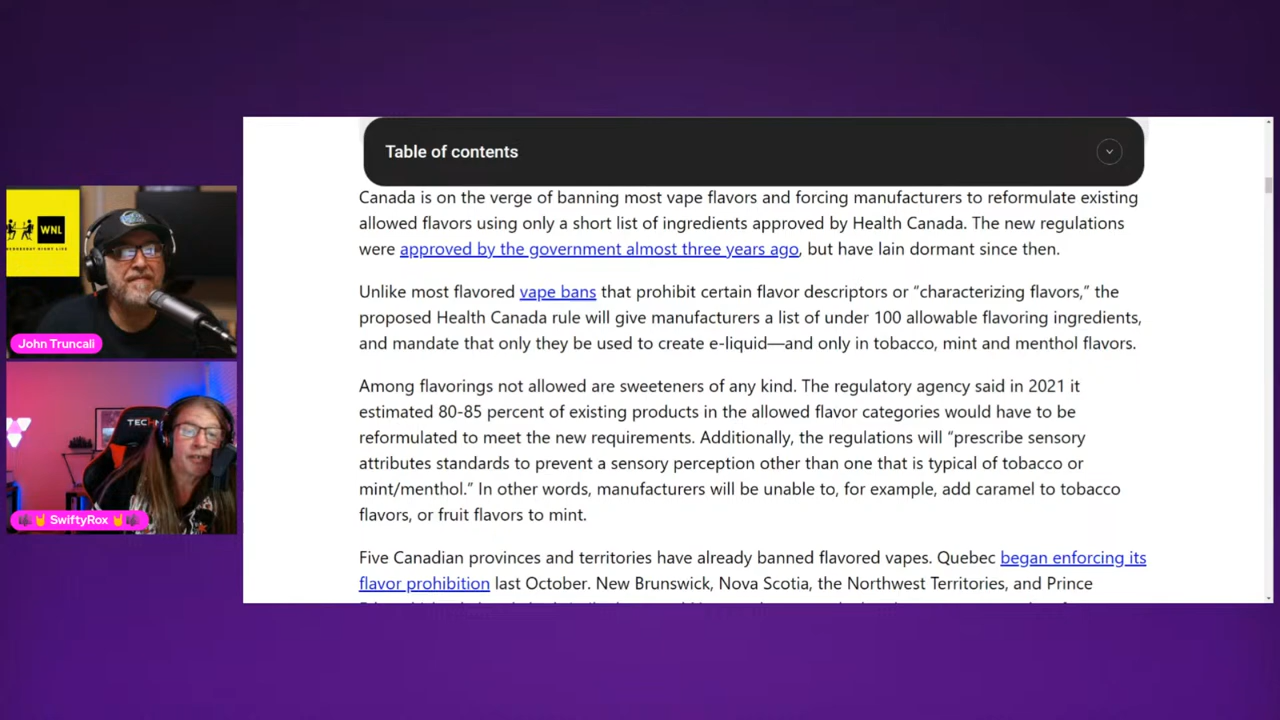 WNL
John Truncali
TECHN
SwiftyRox
Table of contents
Canada is on the verge of banning most vape flavors and forcing manufacturers to reformulate existing
allowed flavors using only a short list of ingredients approved by Health Canada. The new regulations
were approved by the government almost three years ago, but have lain dormant since then.
Unlike most flavored vape bans that prohibit certain flavor descriptors or “characterizing flavors,” the
proposed Health Canada rule will give manufacturers a list of under 100 allowable flavoring ingredients,
and mandate that only they be used to create e-liquid—and only in tobacco, mint and menthol flavors.
Among flavorings not allowed are sweeteners of any kind. The regulatory agency said in 2021 it
estimated 80-85 percent of existing products in the allowed flavor categories would have to be
reformulated to meet the new requirements. Additionally, the regulations will “prescribe sensory
attributes standards to prevent a sensory perception other than one that is typical of tobacco or
mint/menthol.” In other words, manufacturers will be unable to, for example, add caramel to tobacco
flavors, or fruit flavors to mint.
Five Canadian provinces and territories have already banned flavored vapes. Quebec began enforcing its
flavor prohibition last October. New Brunswick, Nova Scotia, the Northwest Territories, and Prince